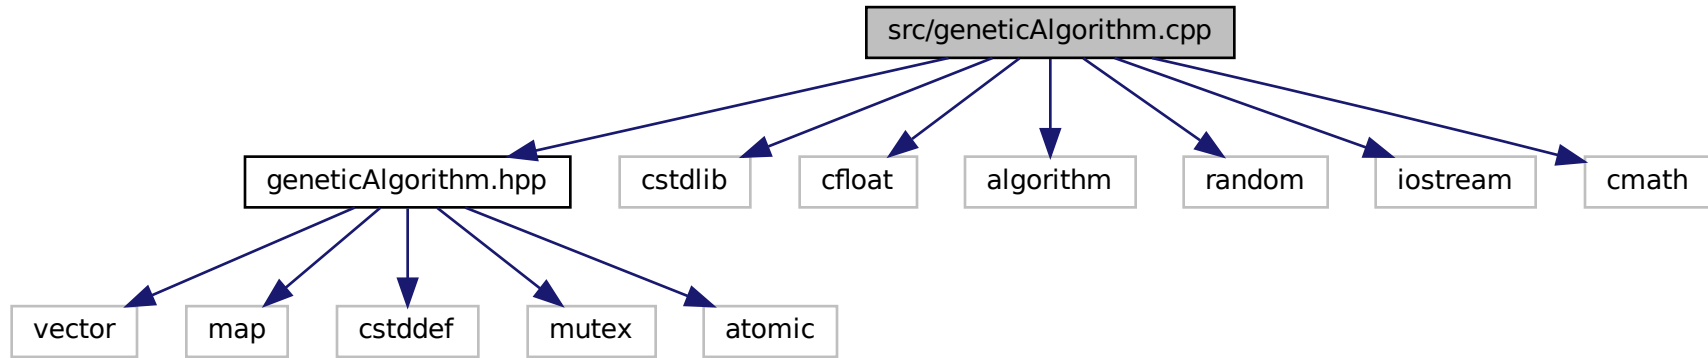 src/geneticAlgorithm.cpp
geneticAlgorithm.hpp
cstdlib
cfloat
algorithm
random
iostream
cmath
vector
map
cstddef
mutex
atomic